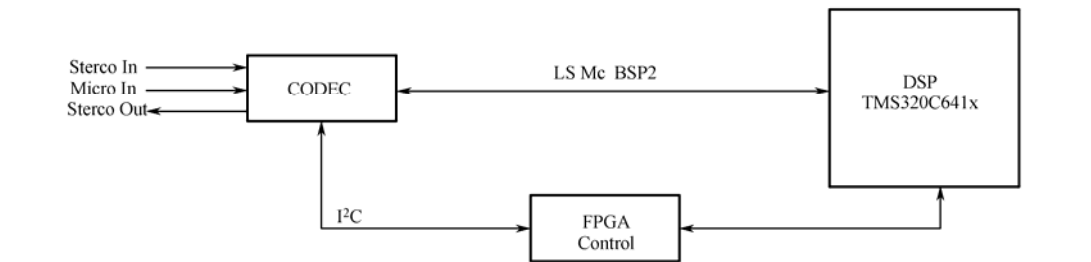 Sterco In
Micro In
Sterco Out
CODEC
LS Mc BSP2
DSP
TMS320C641x
I²C
FPGA
Control